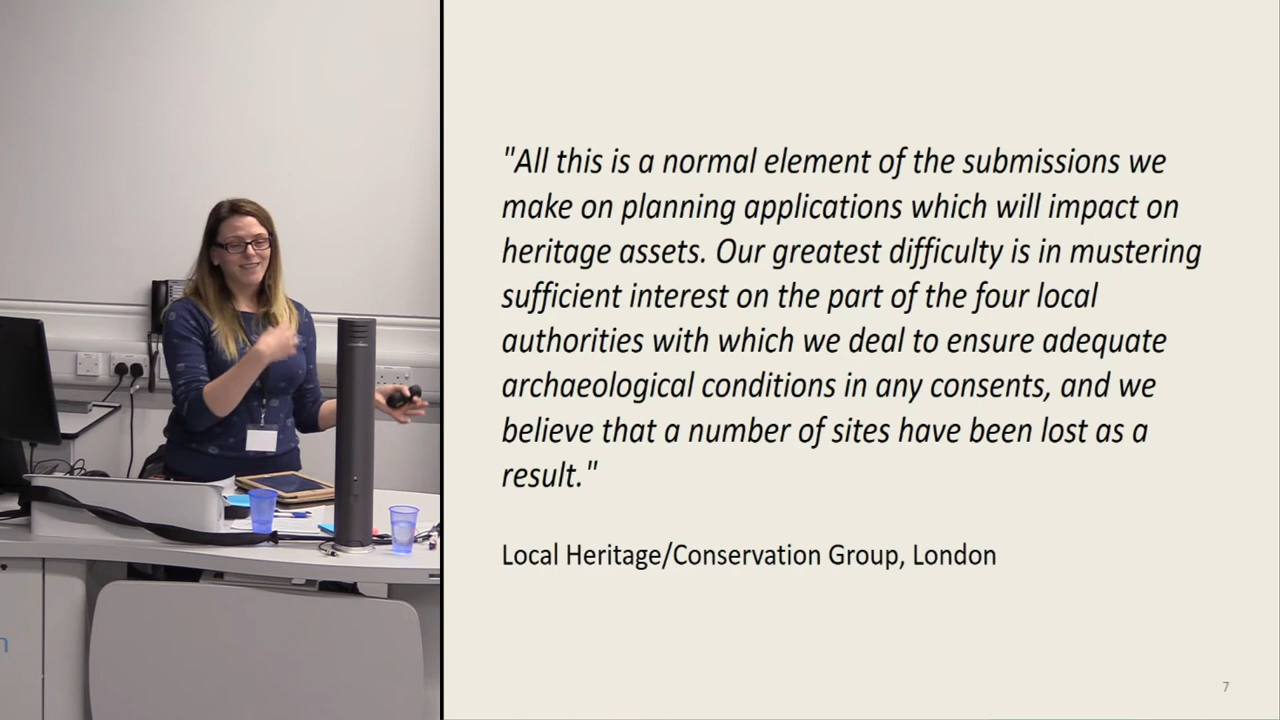 "All this is a normal element of the submissions we
make on planning applications which will impact on
heritage assets. Our greatest difficulty is in mustering
sufficient interest on the part of the four local
authorities with which we deal to ensure adequate
archaeological conditions in any consents, and we
believe that a number of sites have been lost as a
result."
Local Heritage/Conservation Group, London
7